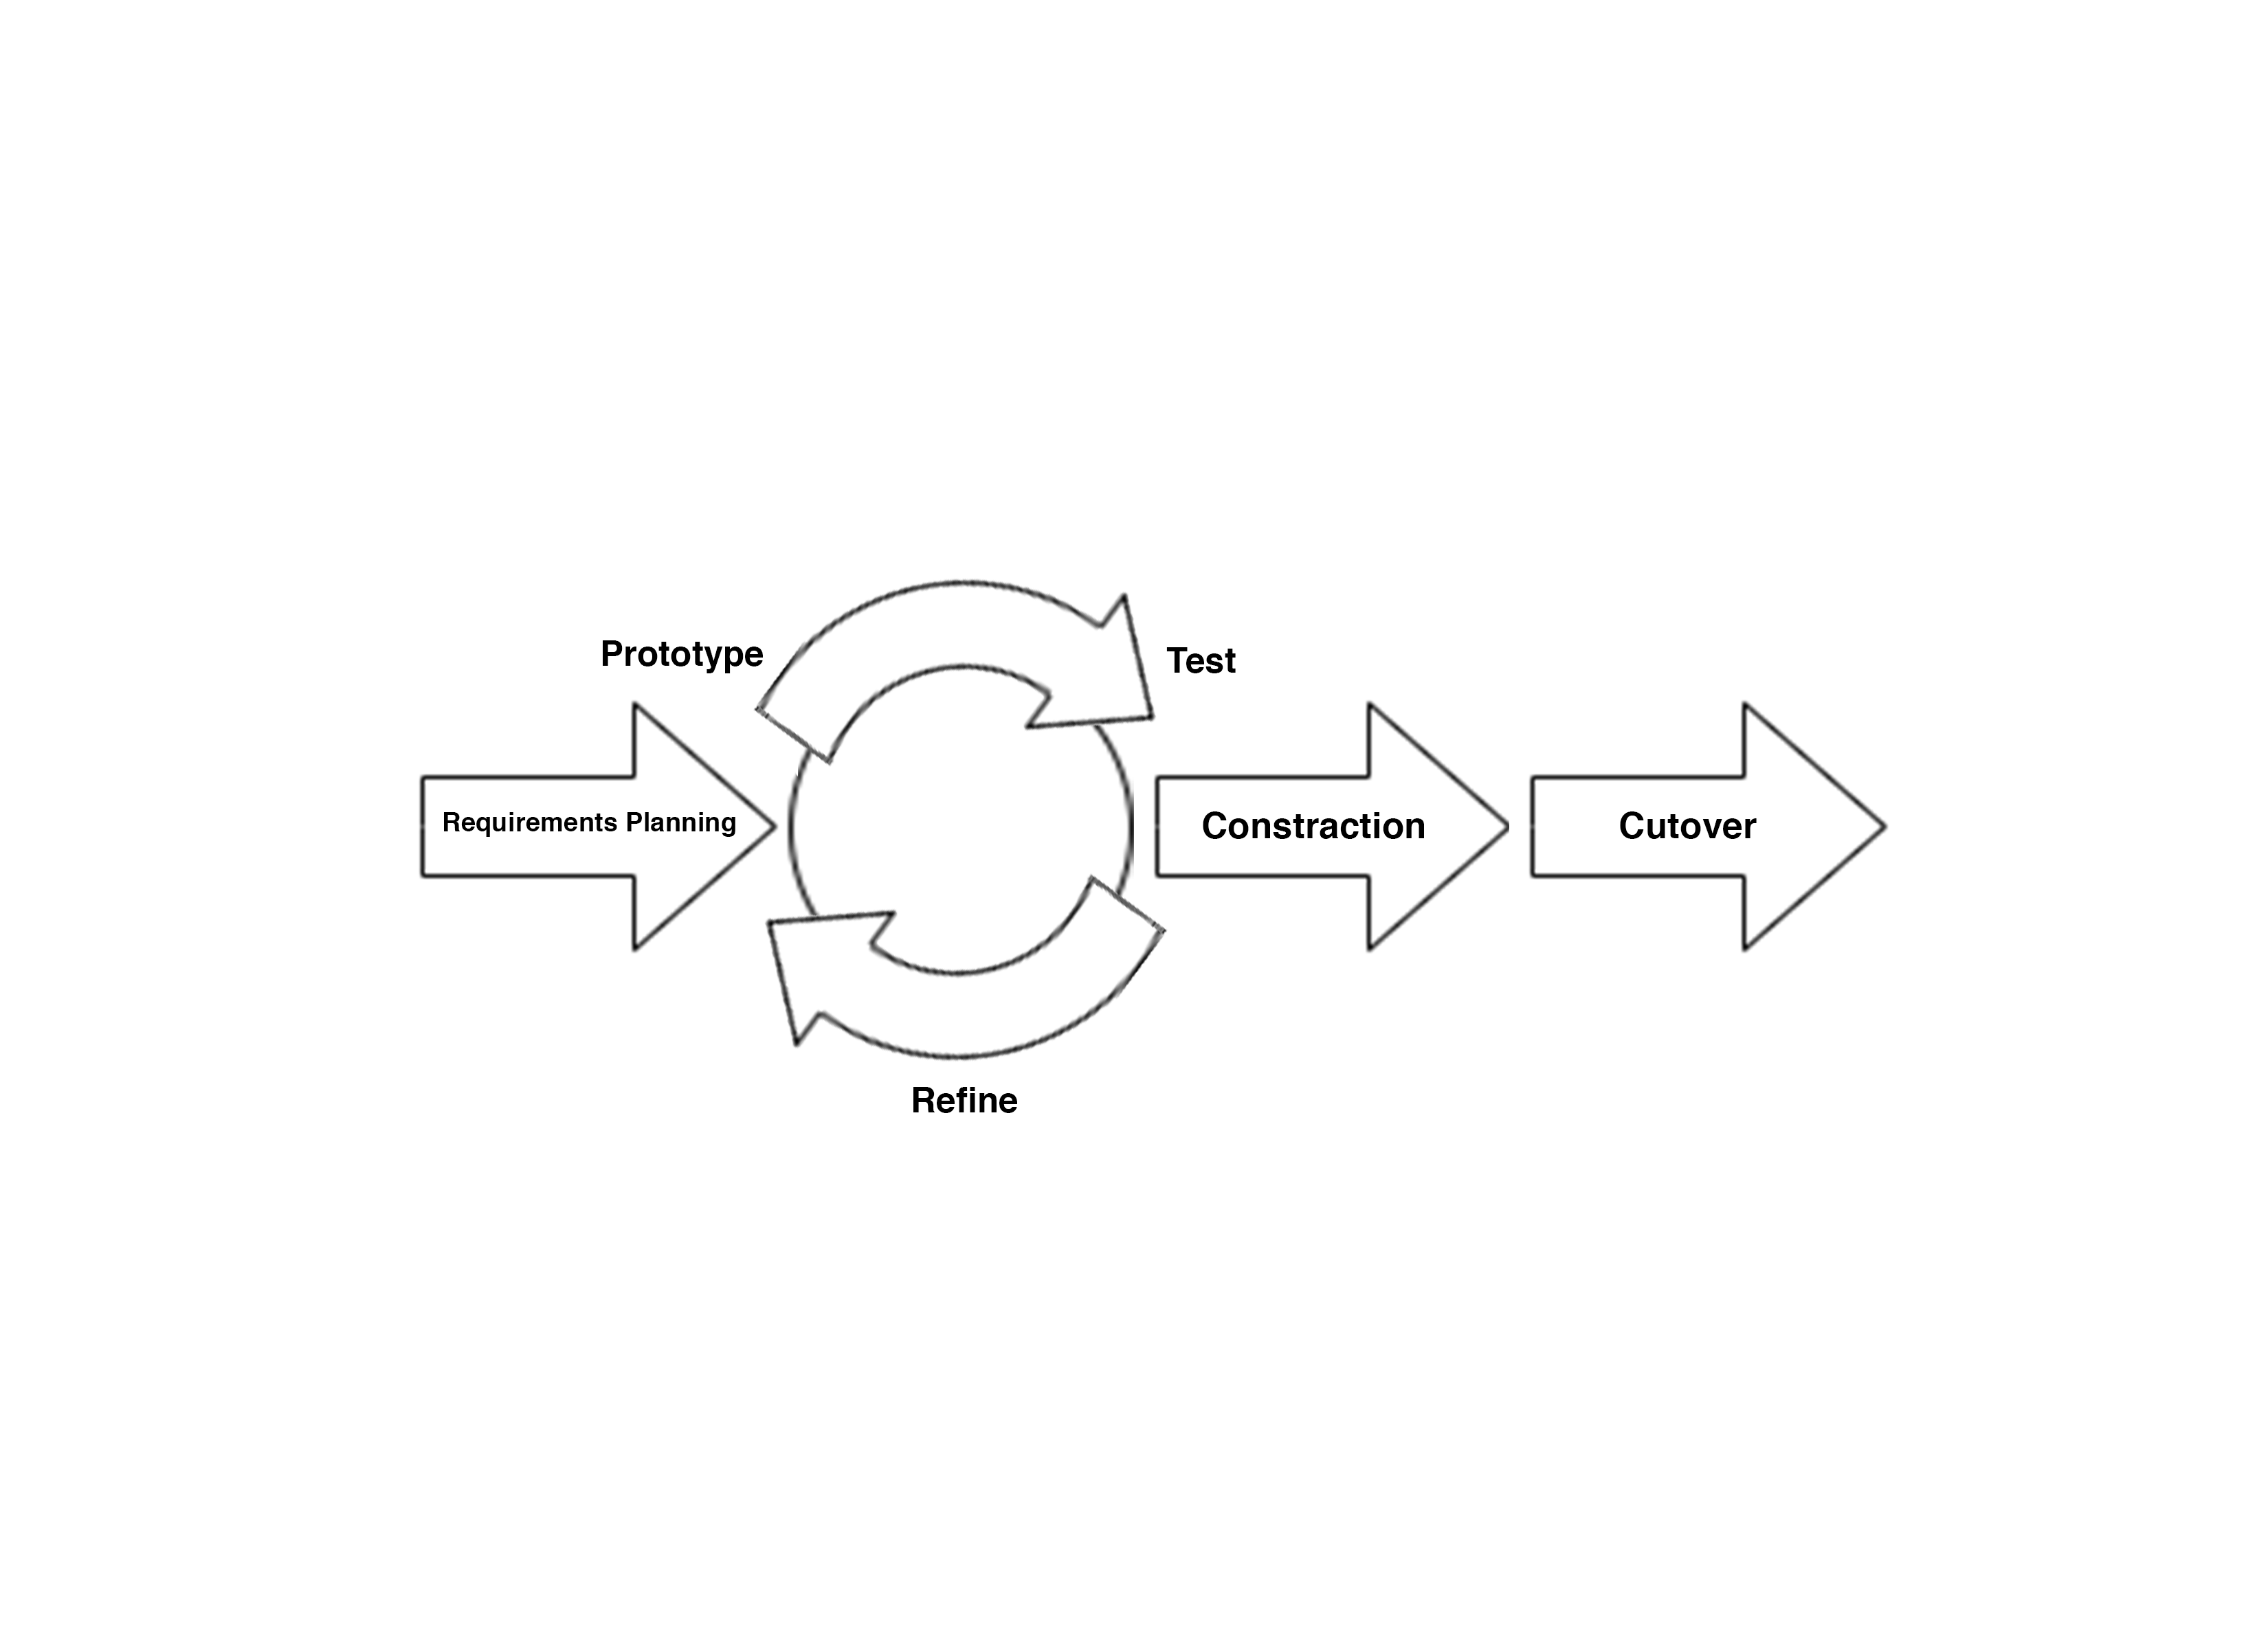 Prototype
Test
Requirements Planning
Constraction
Cutover
Refine